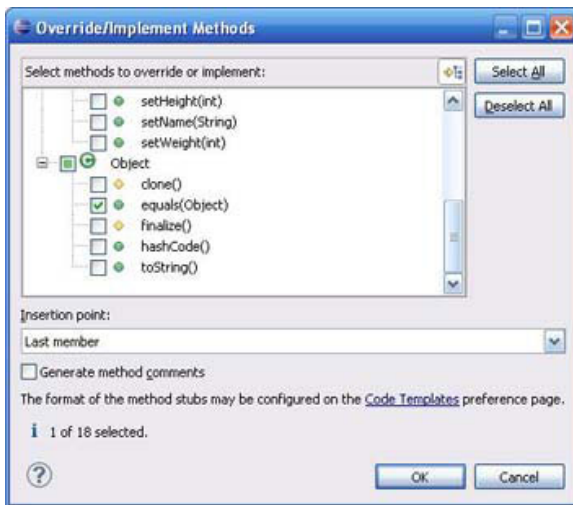 Override/Implement Methods
Select methods to override or implement:
Select All
Deselect All
setHeight(int)
setName(String)
setWeight(int)
Object
clone()
equals(Object)
finalize()
hashCode()
toString()
Insertion point:
Last member
Generate method comments
The format of the method stubs may be configured on the Code Templates preference page.
i 1 of 18 selected.
? OK Cancel